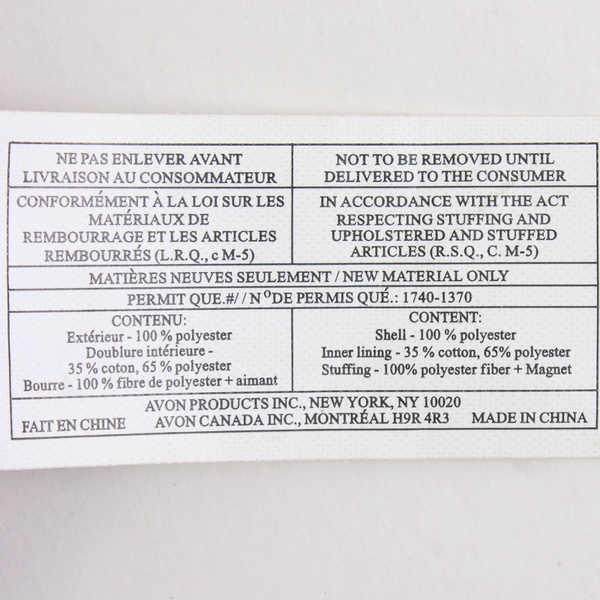 NE PAS ENLEVER AVANT
LIVRAISON AU CONSOMMATEUR
NOT TO BE REMOVED UNTIL
DELIVERED TO THE CONSUMER
CONFORMÉMENT À LA LOI SUR LES
MATÉRIAUX DE
REMBOURRAGE ET LES ARTICLES
REMBOURRÉS (L.R.Q., c M-5)
IN ACCORDANCE WITH THE ACT
RESPECTING STUFFING AND
UPHOLSTERED AND STUFFED
ARTICLES (R.S.Q., C. M-5)
MATIÈRES NEUVES SEULEMENT / NEW MATERIAL ONLY
PERMIT QUE.#/ / N ºDE PERMIS QUÉ.: 1740-1370
CONTENU:
Extérieur - 100 % polyester
Doublure intérieure -
35 % coton, 65 % polyester
Bourre - 100 % fibre de polyester + aimant
CONTENT:
Shell - 100 % polyester
Inner lining - 35 % cotton, 65% polyester
Stuffing - 100% polyester fiber + Magnet
AVON PRODUCTS INC., NEW YORK, NY 10020
FAIT EN CHINE AVON CANADA INC., MONTRÉAL H9R 4R3 MADE IN CHINA